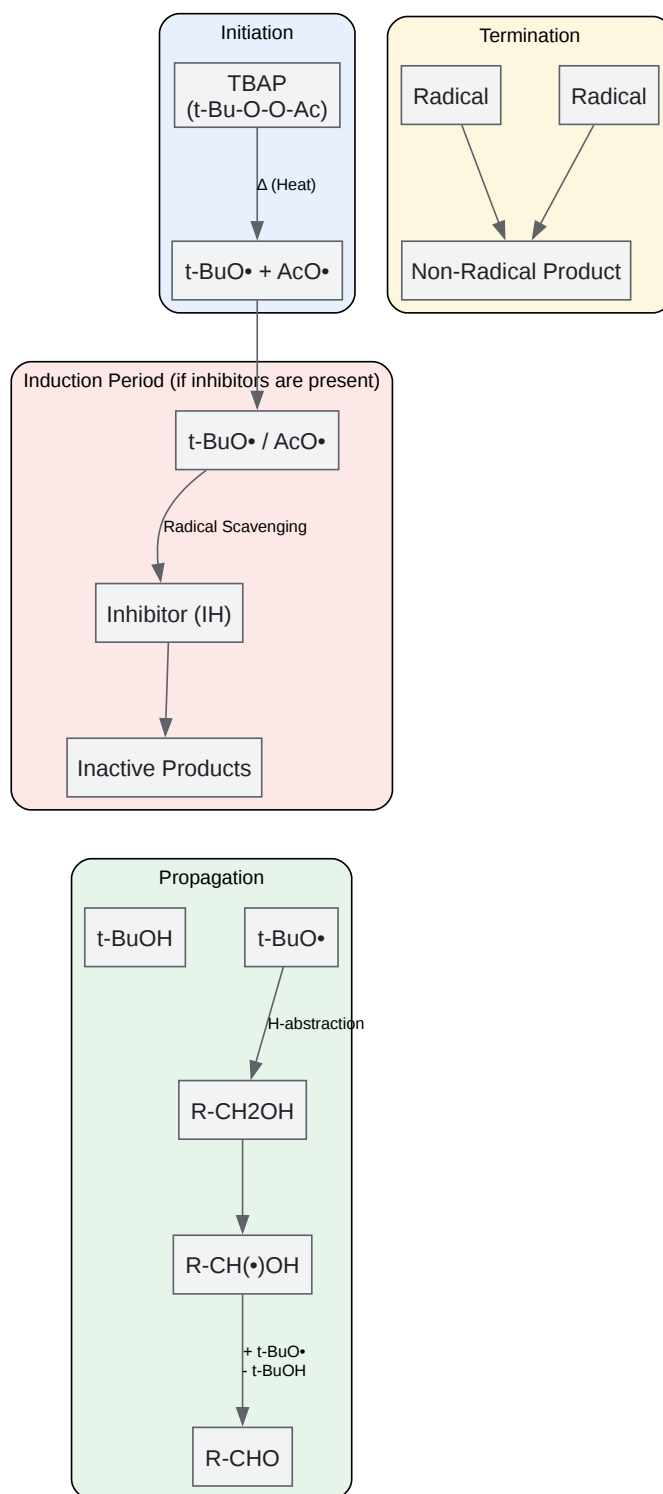 Initiation
TBAP
(t-Bu-O-O-Ac)
Δ (Heat)
t-BuO• + AcO•
Termination
Radical
Radical
Non-Radical Product
Induction Period (if inhibitors are present)
t-BuO• / AcO•
Radical Scavenging
Inhibitor (IH)
Inactive Products
Propagation
t-BuOH
t-BuO•
H-abstraction
R-CH2OH
R-CH(•)OH
+ t-BuO•
- t-BuOH
R-CHO